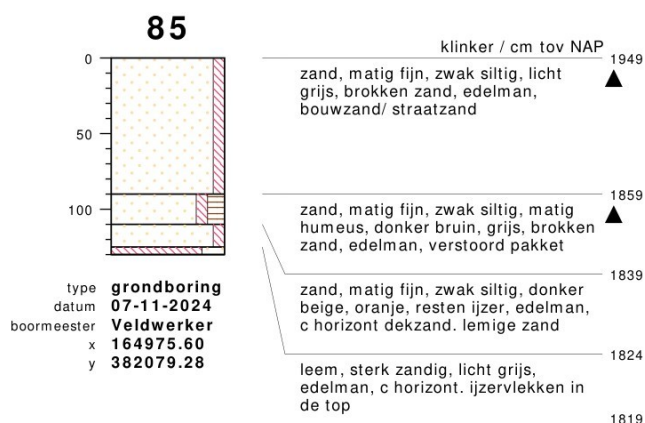 85
klinker / cm tov NAP
0
1949
zand, matig fijn, zwak siltig, licht
grijs, brokken zand, edelman,
bouwzand/ straatzand
50
1859
100
zand, matig fijn, zwak siltig, matig
humeus, donker bruin, grijs, brokken
zand, edelman, verstoord pakket
1839
zand, matig fijn, zwak siltig, donker
beige, oranje, resten ijzer, edelman,
c horizont dekzand. lemige zand
1824
leem, sterk zandig, licht grijs,
edelman, c horizont. ijzervlekken in
de top
1819
type grondboring
datum 07-11-2024
boormeester Veldwerker
x 164975.60
y 382079.28